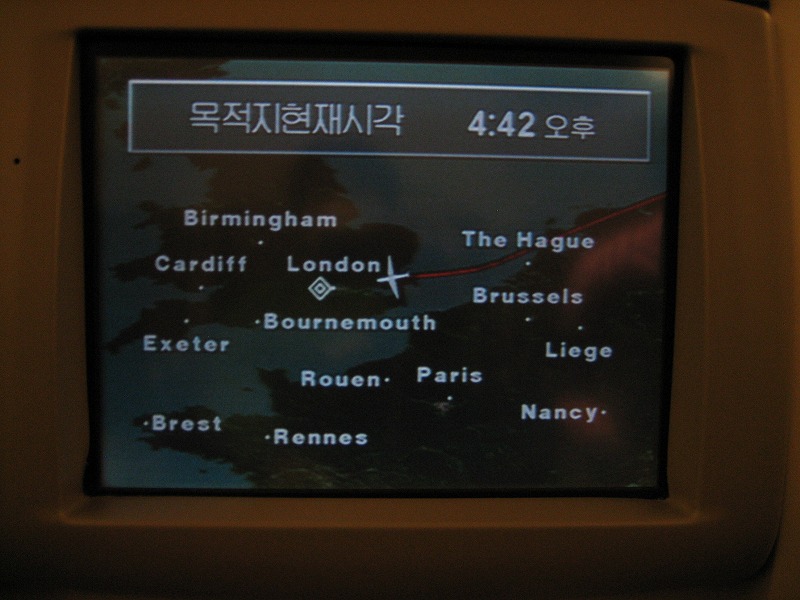 목적지현재시각 4:42 오후
Birmingham
The Hague
Cardiff London
Brussels
Bournemouth
Exeter
Liege
Rouen Paris
Nancy
Brest
Rennes